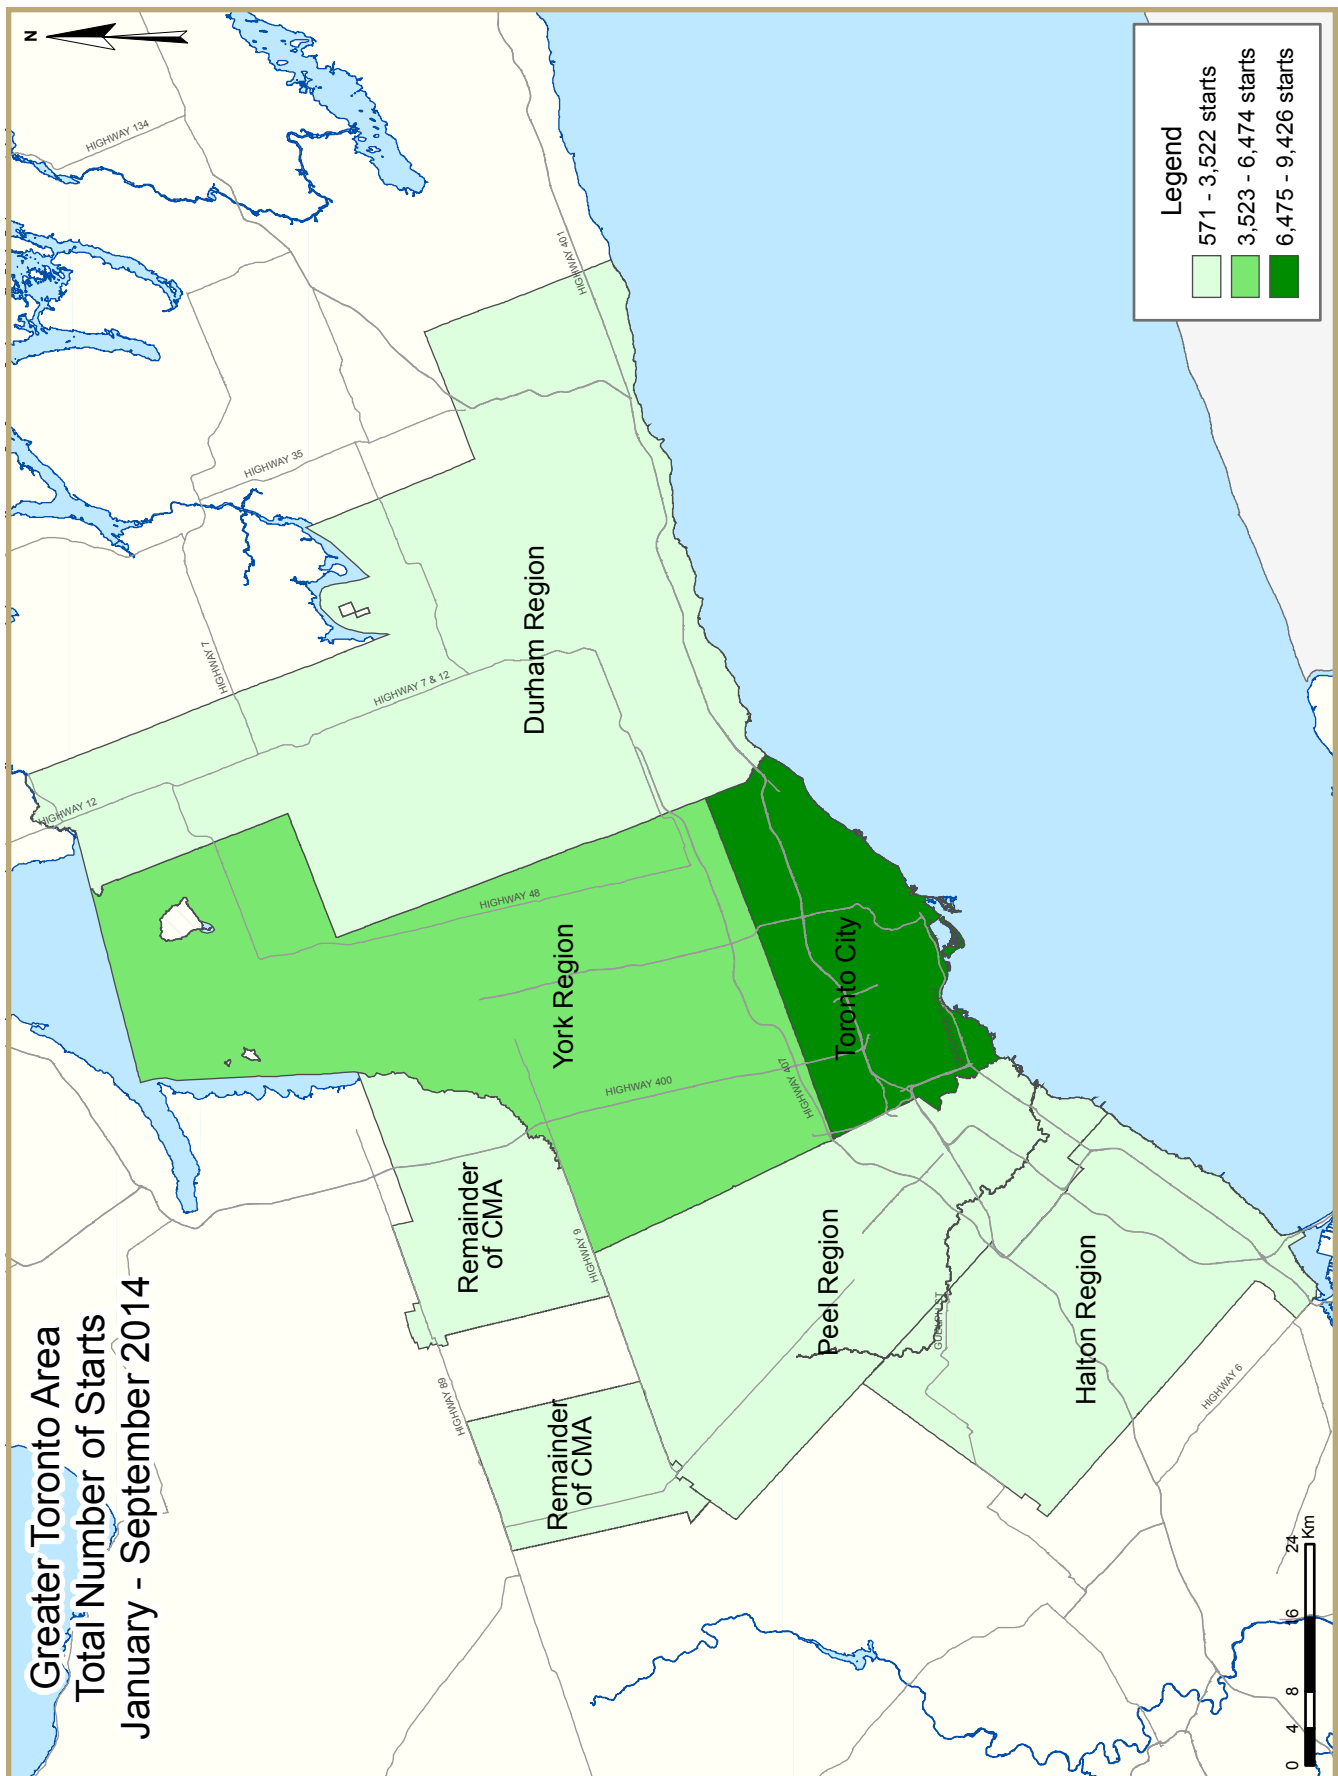 Greater Toronto Area
Total Number of Starts
January - September 2014
N
HIGHWAY 134
HIGHWAY 401
HIGHWAY 35
HIGHWAY 7
HIGHWAY 7 & 12
HIGHWAY 12
Durham Region
HIGHWAY 48
York Region
HIGHWAY 400
HIGHWAY 407
Toronto City
Remainder
of CMA
HIGHWAY 9
HIGHWAY 89
Remainder
of CMA
Peel Region
GUELPH ST
Halton Region
HIGHWAY 6
Legend
571 - 3,522 starts
3,523 - 6,474 starts
6,475 - 9,426 starts
0 4 8 16 24
Km